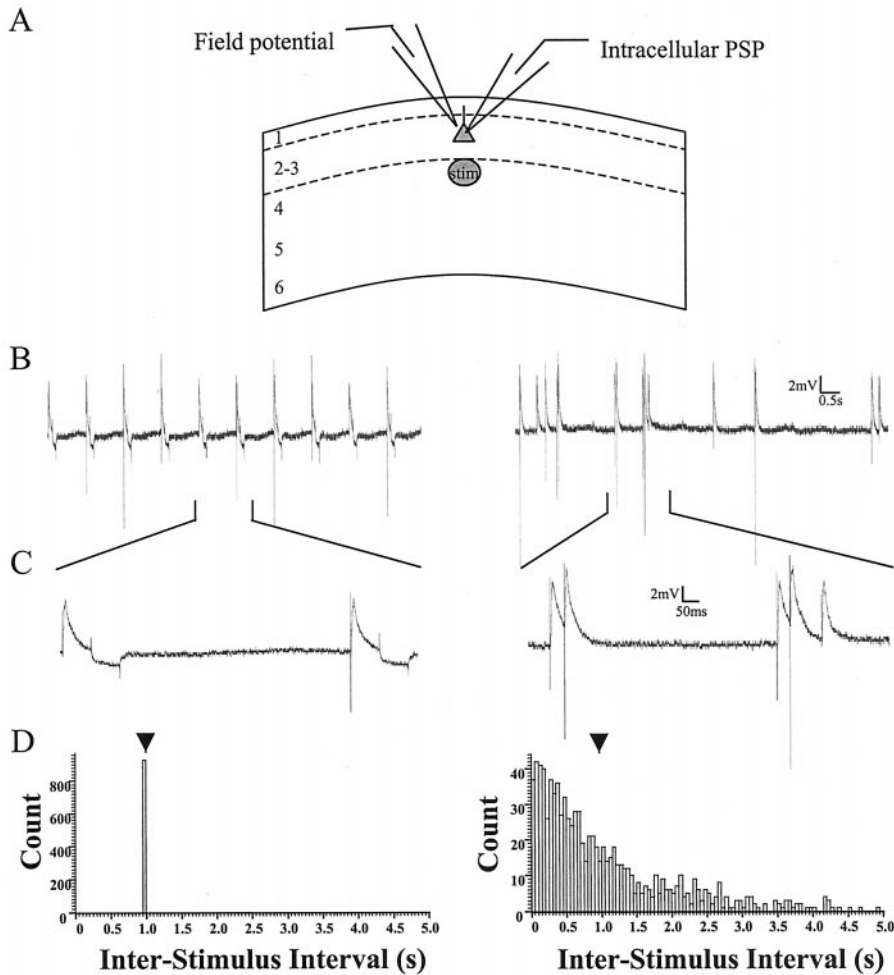 A
Field potential
Intracellular PSP
1
2-3
stim
4
5
6
B
2mV
0.5s
C
2mV
50ms
D
Count
800
600
400
200
0
0 0.5 1.0 1.5 2.0 2.5 3.0 3.5 4.0 4.5 5.0
Inter-Stimulus Interval (s)
Count
40
30
20
10
0
0 0.5 1.0 1.5 2.0 2.5 3.0 3.5 4.0 4.5 5.0
Inter-Stimulus Interval (s)